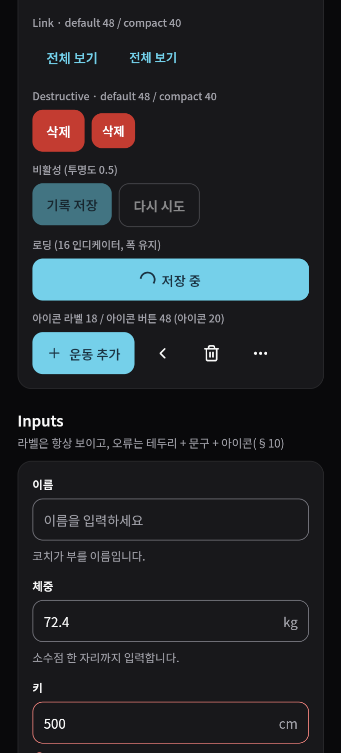 Link · default 48 / compact 40
전체 보기 전체 보기
Destructive · default 48 / compact 40
삭제 삭제
비활성 (투명도 0.5)
기록 저장 다시 시도
로딩 (16 인디케이터, 폭 유지)
저장 중
아이콘 라벨 18 / 아이콘 버튼 48 (아이콘 20)
운동 추가
Inputs
라벨은 항상 보이고, 오류는 테두리 + 문구 + 아이콘(§10)
이름
이름을 입력하세요
코치가 부를 이름입니다.
체중
72.4 kg
소수점 한 자리까지 입력합니다.
키
500 cm